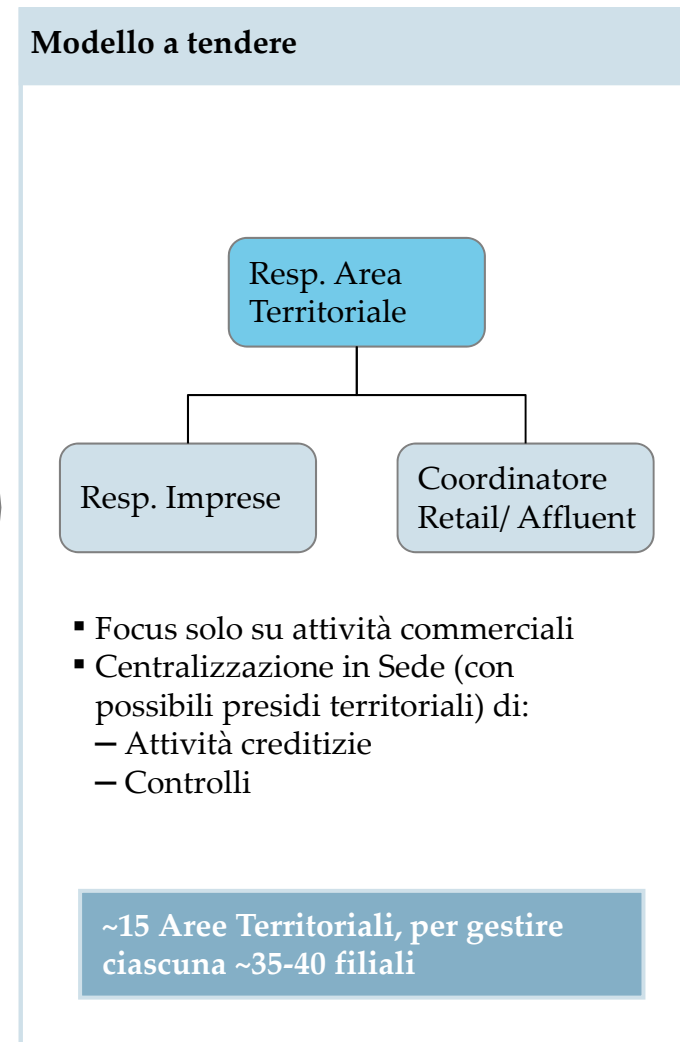 Modello a tendere
Resp. Area
Territoriale
Resp. Imprese
Coordinatore
Retail/ Affluent
▪ Focus solo su attività commerciali
▪ Centralizzazione in Sede (con
possibili presidi territoriali) di:
– Attività creditizie
– Controlli
~15 Aree Territoriali, per gestire
ciascuna ~35-40 filiali